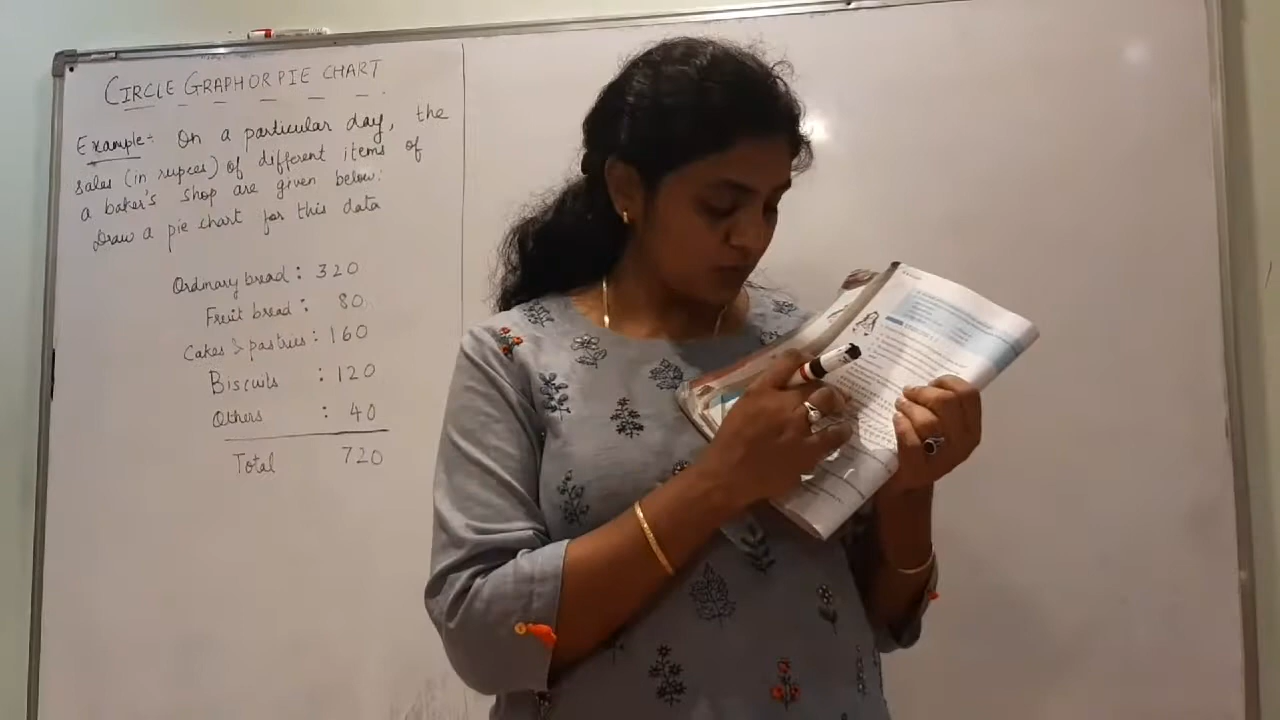 CIRCLE GRAPH OR PIE CHART
Example:- On a particular day, the
sales (in rupees) of different items of
a baker's shop are given below:
Draw a pie chart for this data
Ordinary bread : 320
Fruit bread : 80
Cakes & pastries : 160
Biscuits : 120
Others : 40
Total 720